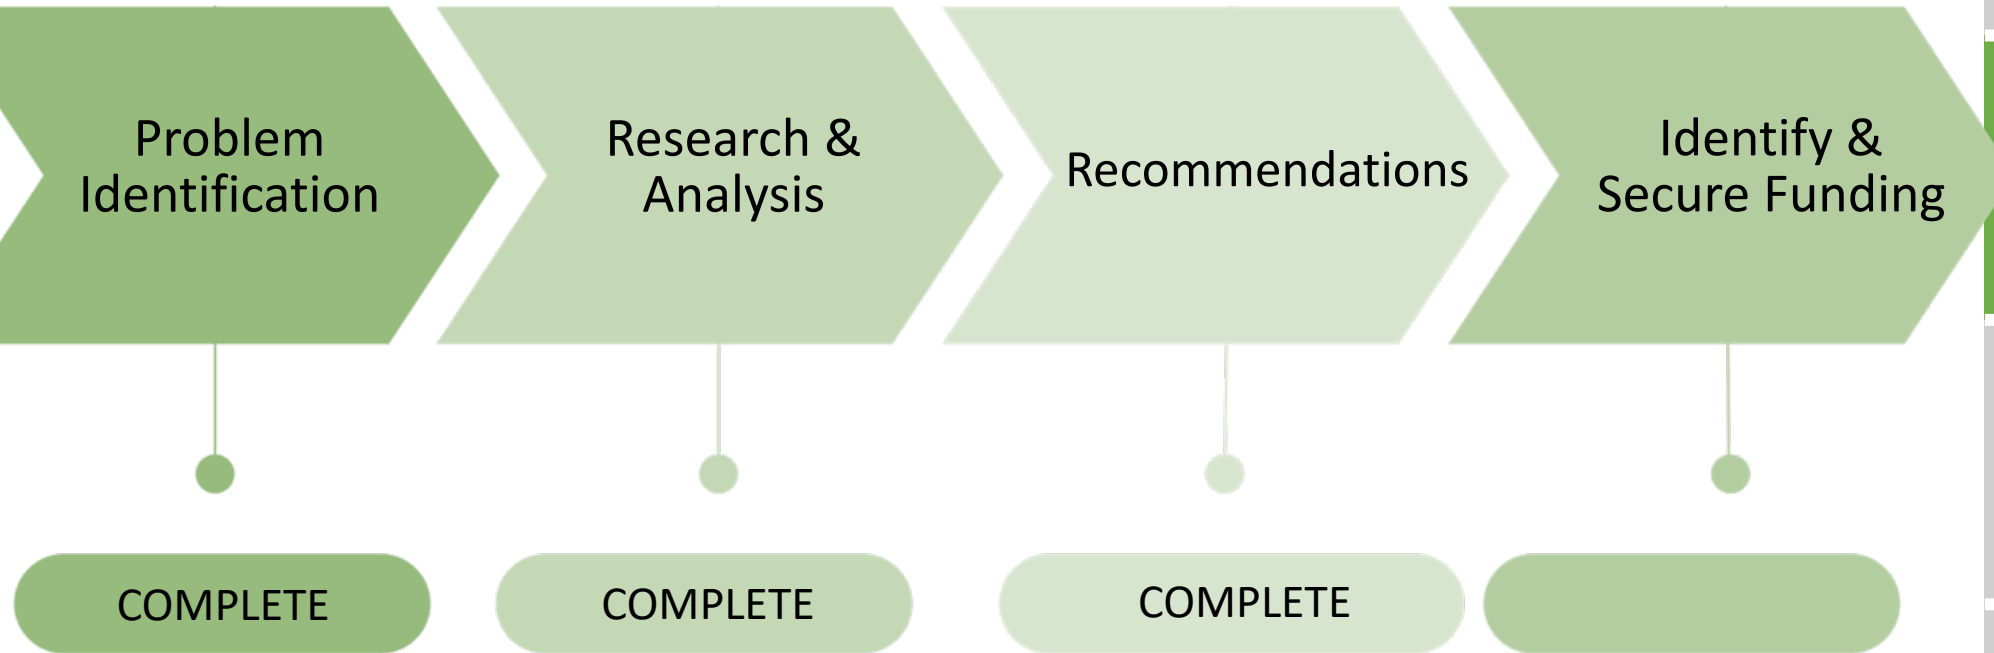 Problem
Identification
Research &
Analysis
Recommendations
Identify &
Secure Funding
COMPLETE
COMPLETE
COMPLETE